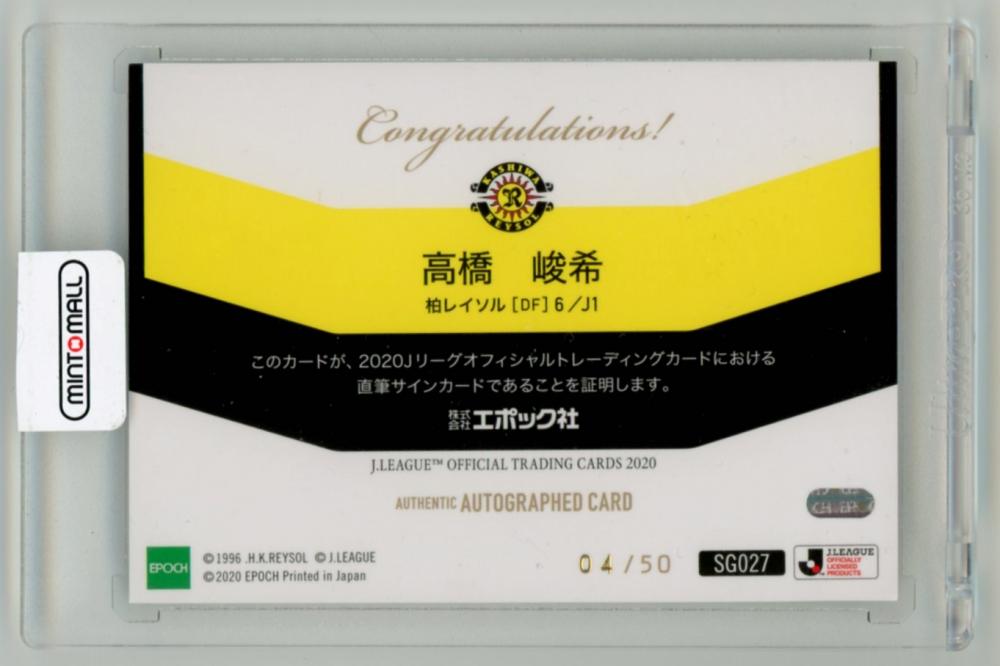 Congratulations!
KASHIWA
R
REYSOL
高橋　峻希
柏レイソル [DF] 6/J1
このカードが、2020Jリーグオフィシャルトレーディングカードにおける
直筆サインカードであることを証明します。
株式会社エポック社
J.LEAGUE™ OFFICIAL TRADING CARDS 2020
AUTHENTIC AUTOGRAPHED CARD
EPOCH
©1996 .H.K.REYSOL ©J.LEAGUE
©2020 EPOCH Printed in Japan
04/50
SG027
J.LEAGUE
OFFICIALLY
LICENSED
PRODUCTS
MINTOMALL